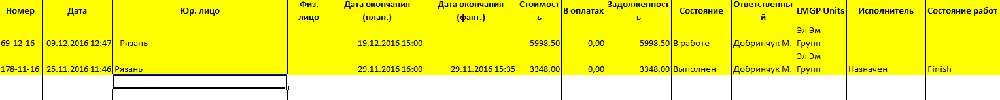 Номер Дата Юр. лицо Физ. лицо Дата окончания (план.) Дата окончания (факт.) Стоимость В оплатах Задолженность Состояние Ответственный LMGP Units Исполнитель Состояние работ
69-12-16 09.12.2016 12:47 - Рязань 19.12.2016 15:00 5998,50 0,00 5998,50 В работе Добринчук М. Эл Эм Групп -------- --------
178-11-16 25.11.2016 11:46 Рязань 29.11.2016 16:00 29.11.2016 15:35 3348,00 0,00 3348,00 Выполнен Добринчук М. Эл Эм Групп Назначен Finish